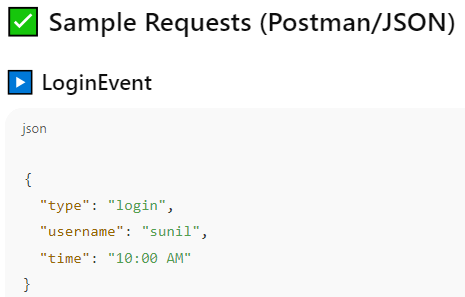 ✅ Sample Requests (Postman/JSON)
▶ LoginEvent
json
{
"type": "login",
"username": "sunil",
"time": "10:00 AM"
}